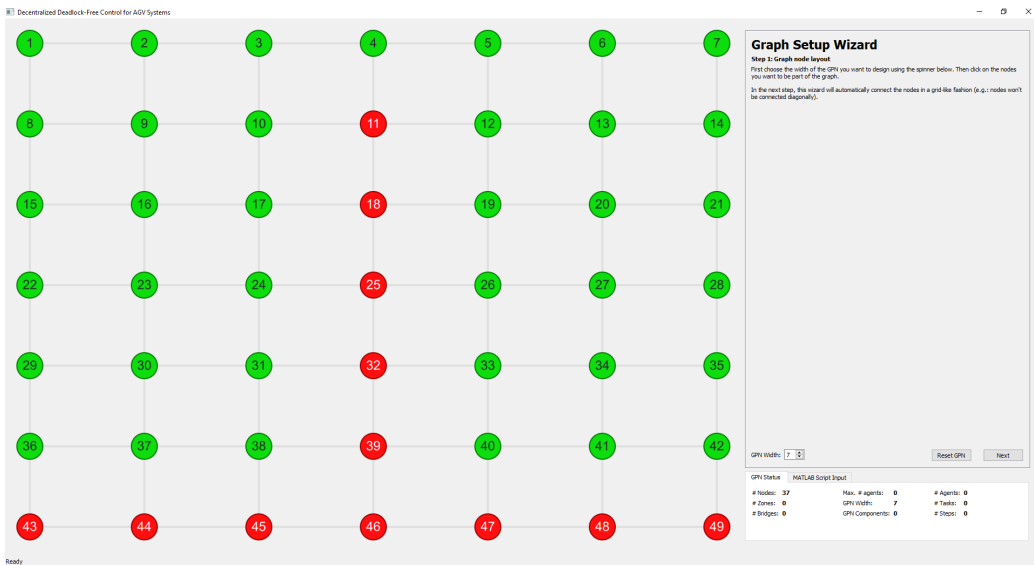 Decentralized Deadlock-Free Control for AGV Systems
1 2 3 4 5 6 7
8 9 10 11 12 13 14
15 16 17 18 19 20 21
22 23 24 25 26 27 28
29 30 31 32 33 34 35
36 37 38 39 40 41 42
43 44 45 46 47 48 49
Graph Setup Wizard
Step 1: Graph node layout
First choose the width of the GPN you want to design using the spinner below. Then click on the nodes
you want to be part of the graph.
In the next step, this wizard will automatically connect the nodes in a grid-like fashion (e.g.: nodes won't
be connected diagonally).
GPN Width: 7 Reset GPN Next
GPN Status MATLAB Script Input
# Nodes: 37 Max. # agents: 0 # Agents: 0
# Zones: 0 GPN Width: 7 # Tasks: 0
# Bridges: 0 GPN Components: 0 # Steps: 0
Ready